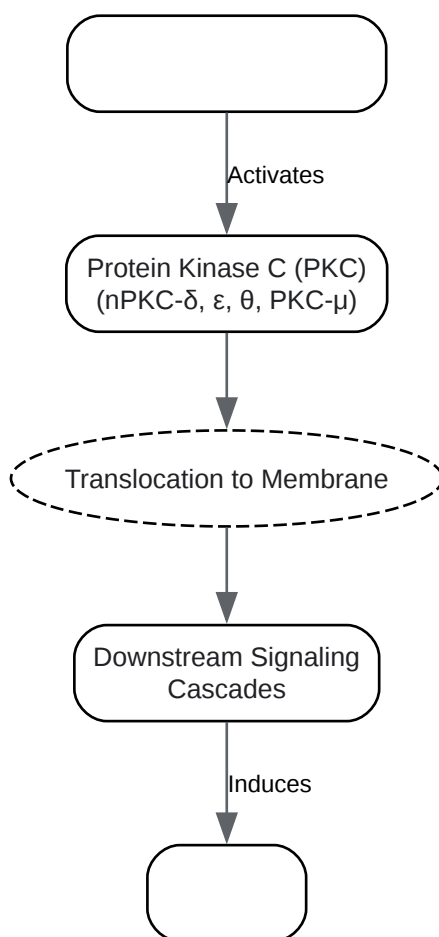 Activates
Protein Kinase C (PKC)
(nPKC-δ, ε, θ, PKC-μ)
Translocation to Membrane
Downstream Signaling
Cascades
Induces